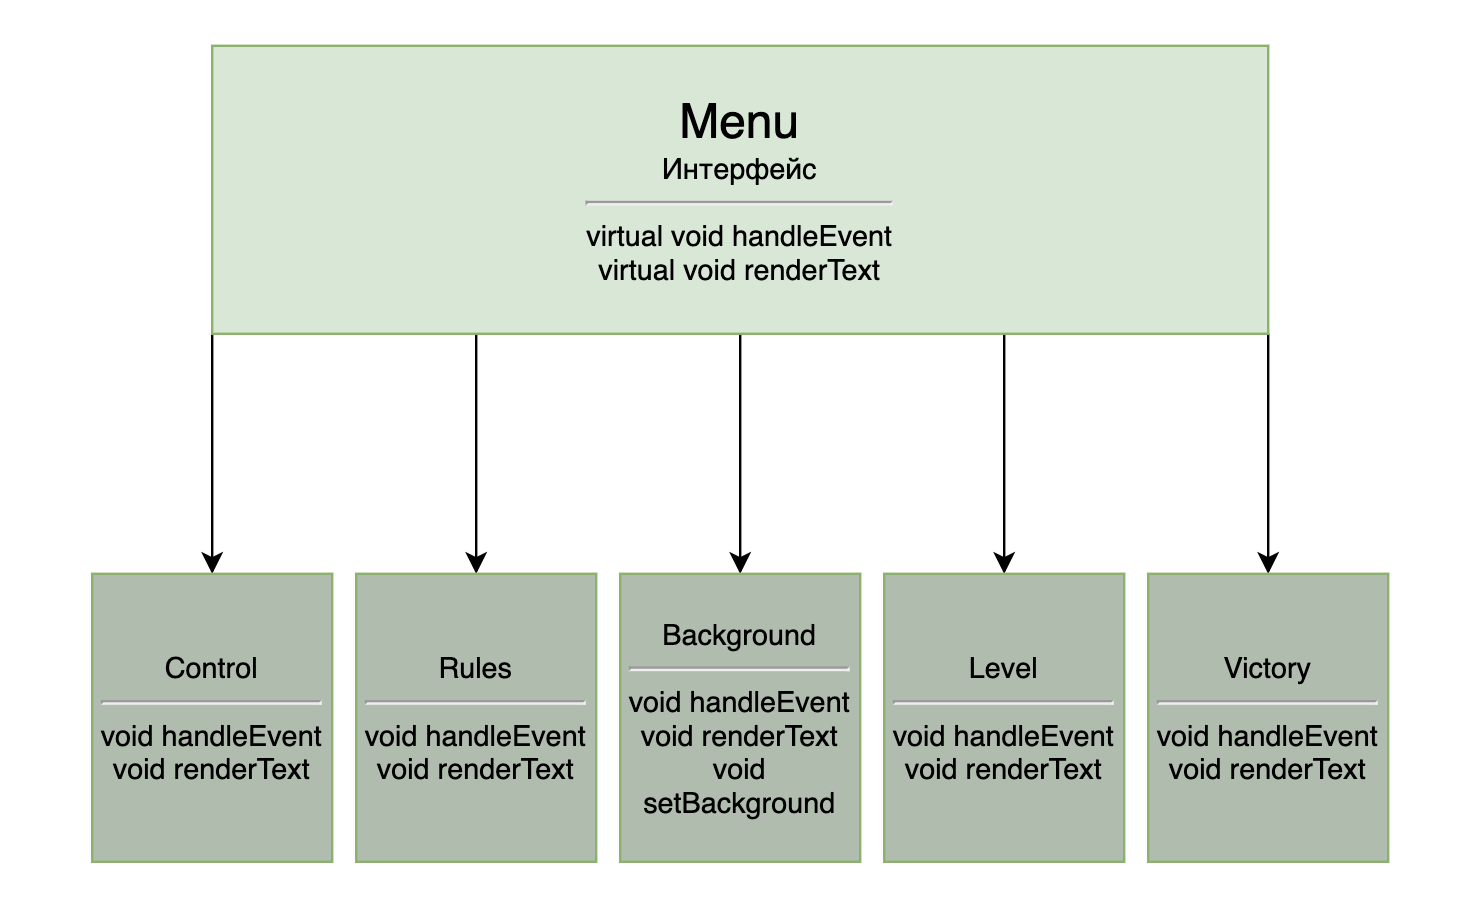 Menu
Интерфейс
virtual void handleEvent
virtual void renderText
Control
void handleEvent
void renderText
Rules
void handleEvent
void renderText
Background
void handleEvent
void renderText
void
setBackground
Level
void handleEvent
void renderText
Victory
void handleEvent
void renderText